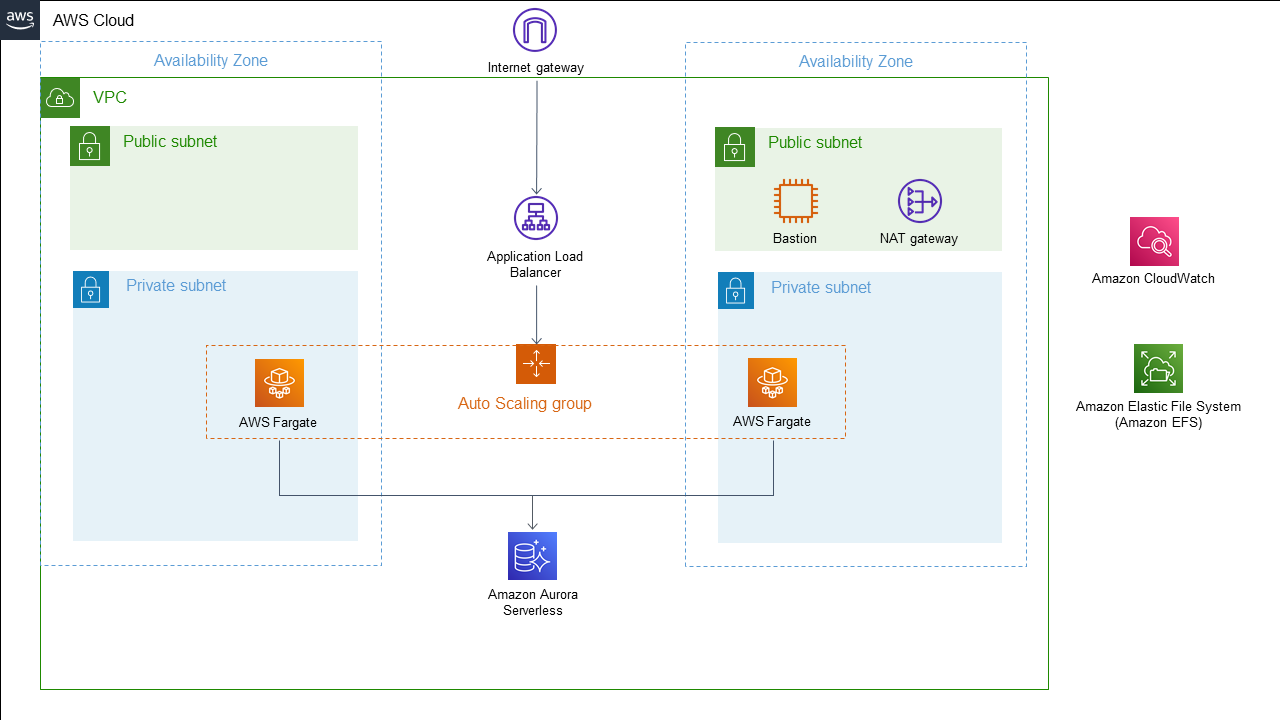 aws
AWS Cloud
Availability Zone
Internet gateway
Availability Zone
VPC
Public subnet
Public subnet
Bastion
NAT gateway
Application Load
Balancer
Amazon CloudWatch
Private subnet
Private subnet
AWS Fargate
Auto Scaling group
AWS Fargate
Amazon Elastic File System
(Amazon EFS)
Amazon Aurora
Serverless